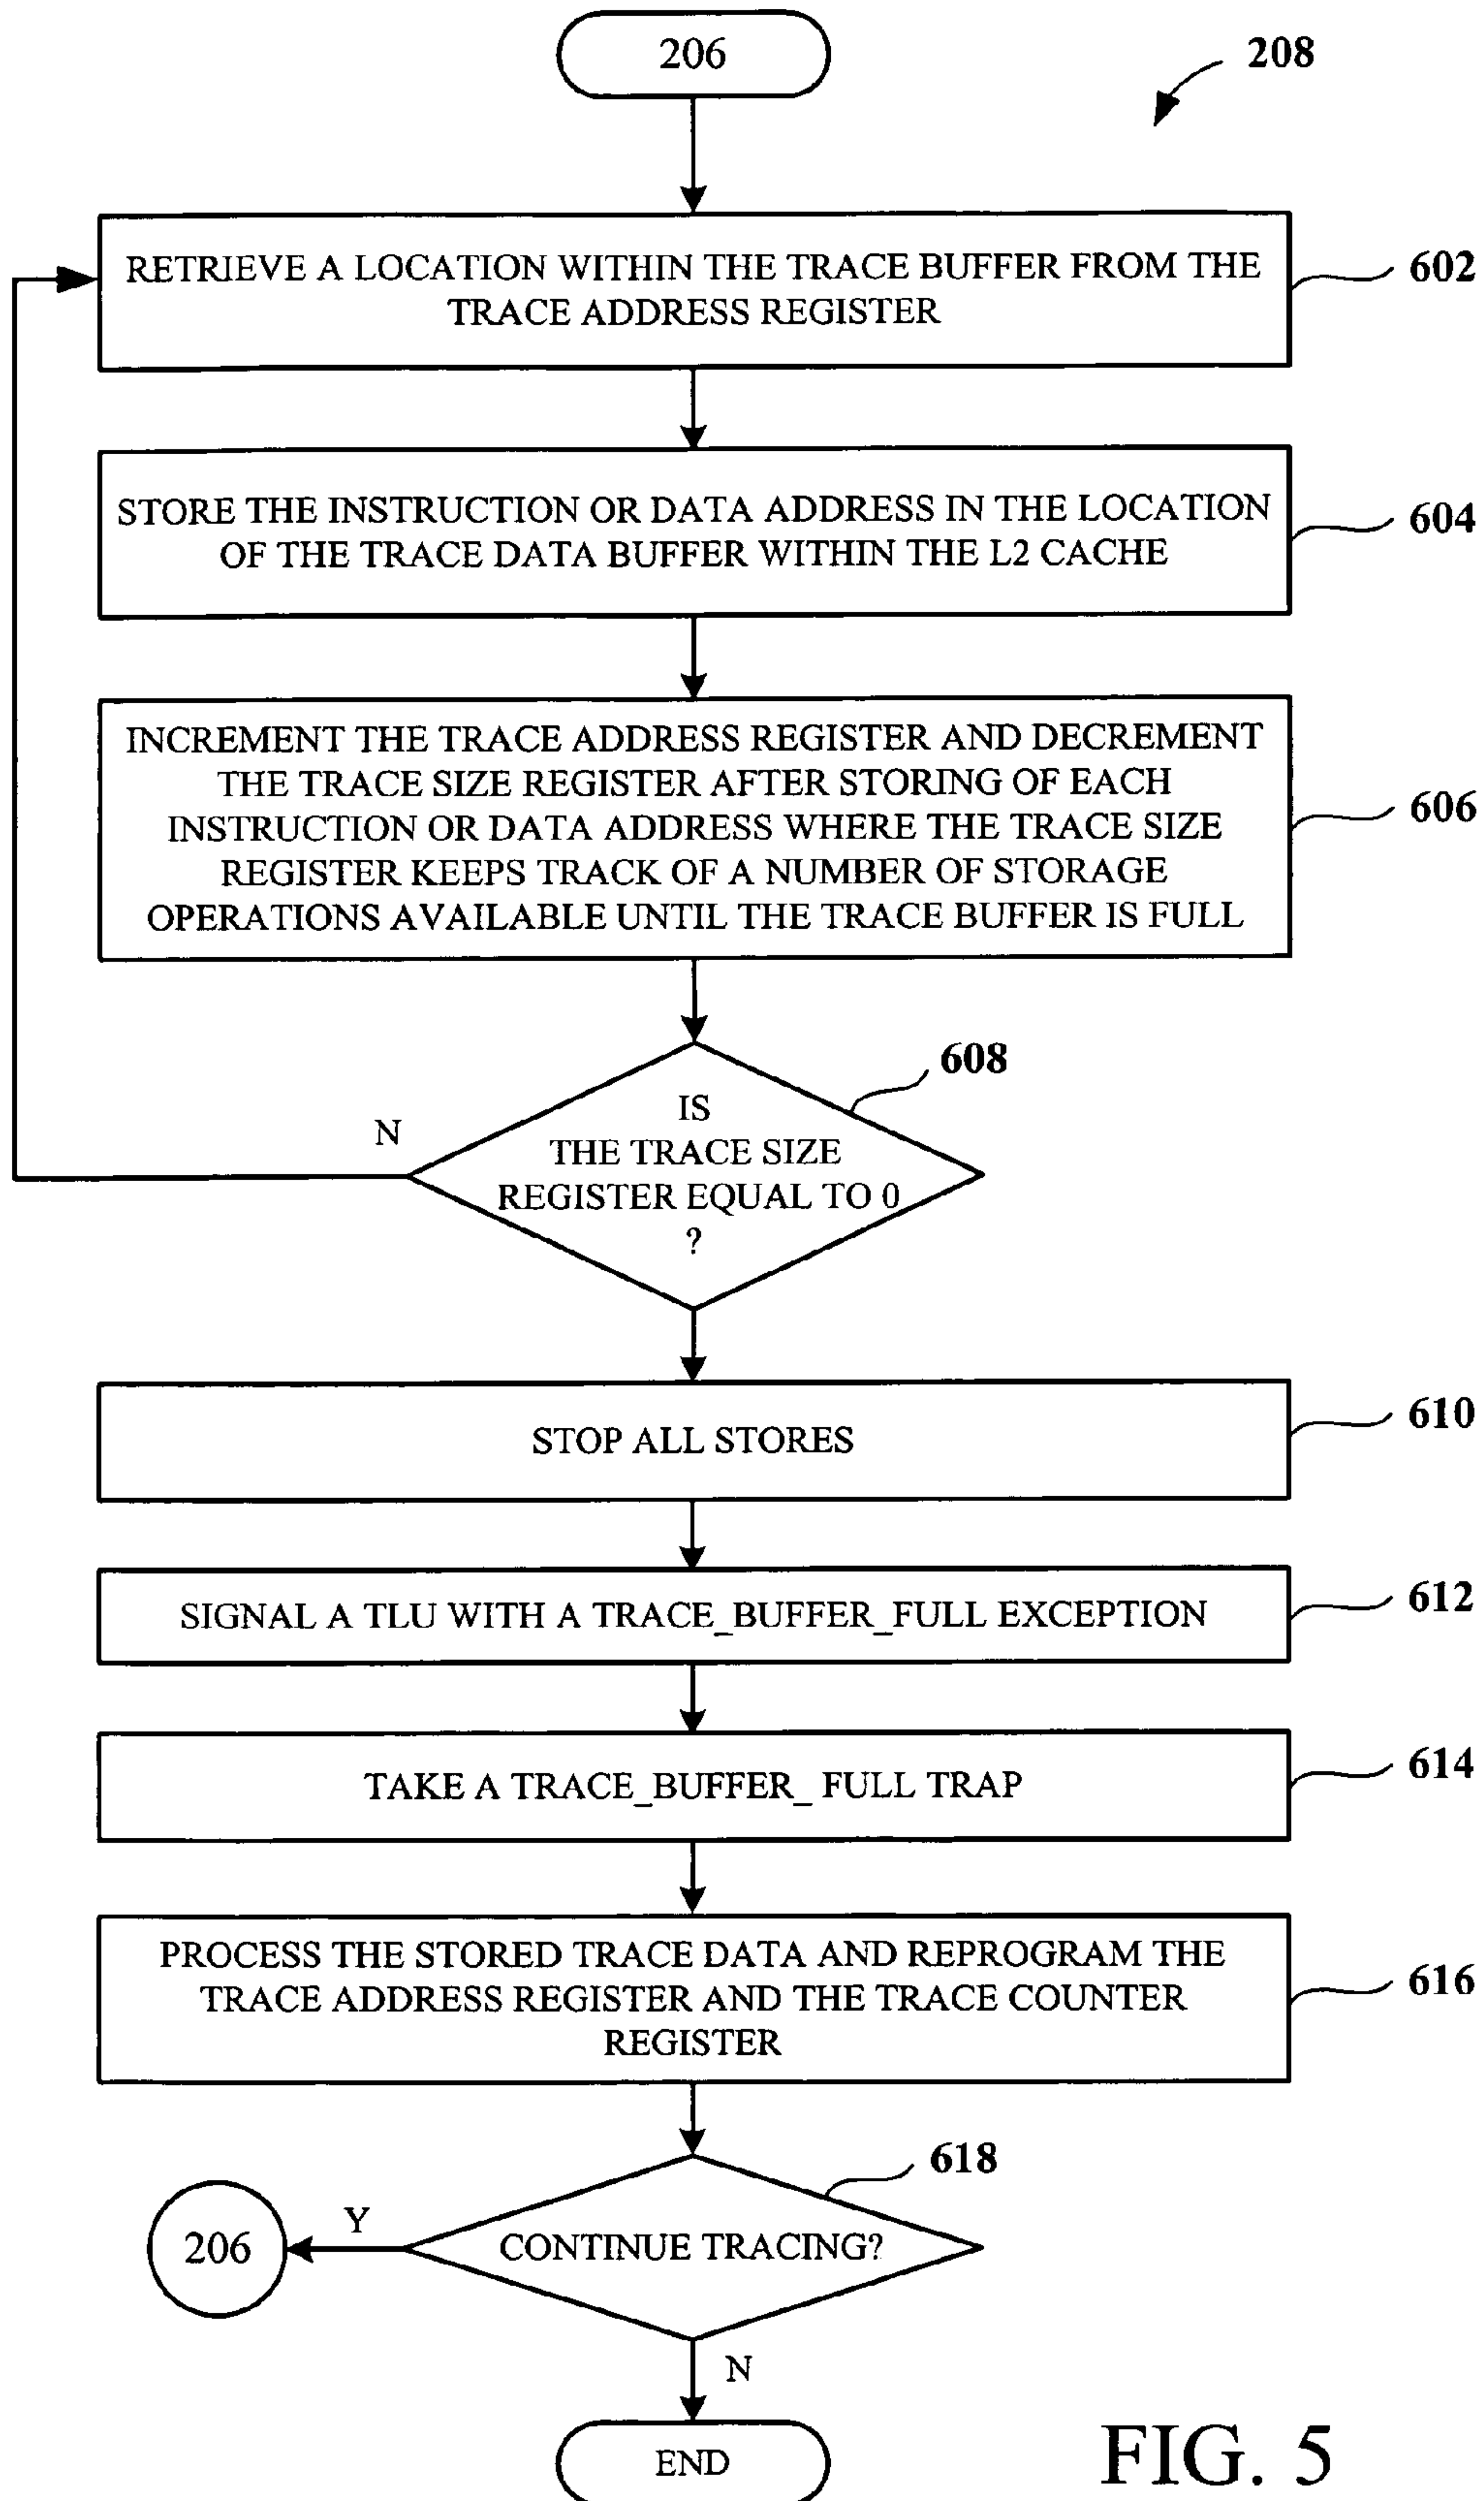 206
208
RETRIEVE A LOCATION WITHIN THE TRACE BUFFER FROM THE
TRACE ADDRESS REGISTER
602
STORE THE INSTRUCTION OR DATA ADDRESS IN THE LOCATION
OF THE TRACE DATA BUFFER WITHIN THE L2 CACHE
604
INCREMENT THE TRACE ADDRESS REGISTER AND DECREMENT
THE TRACE SIZE REGISTER AFTER STORING OF EACH
INSTRUCTION OR DATA ADDRESS WHERE THE TRACE SIZE
REGISTER KEEPS TRACK OF A NUMBER OF STORAGE
OPERATIONS AVAILABLE UNTIL THE TRACE BUFFER IS FULL
606
608
N
IS
THE TRACE SIZE
REGISTER EQUAL TO 0
?
STOP ALL STORES
610
SIGNAL A TLU WITH A TRACE_BUFFER_FULL EXCEPTION
612
TAKE A TRACE_BUFFER_ FULL TRAP
614
PROCESS THE STORED TRACE DATA AND REPROGRAM THE
TRACE ADDRESS REGISTER AND THE TRACE COUNTER
REGISTER
616
618
206
Y
CONTINUE TRACING?
N
END
FIG. 5